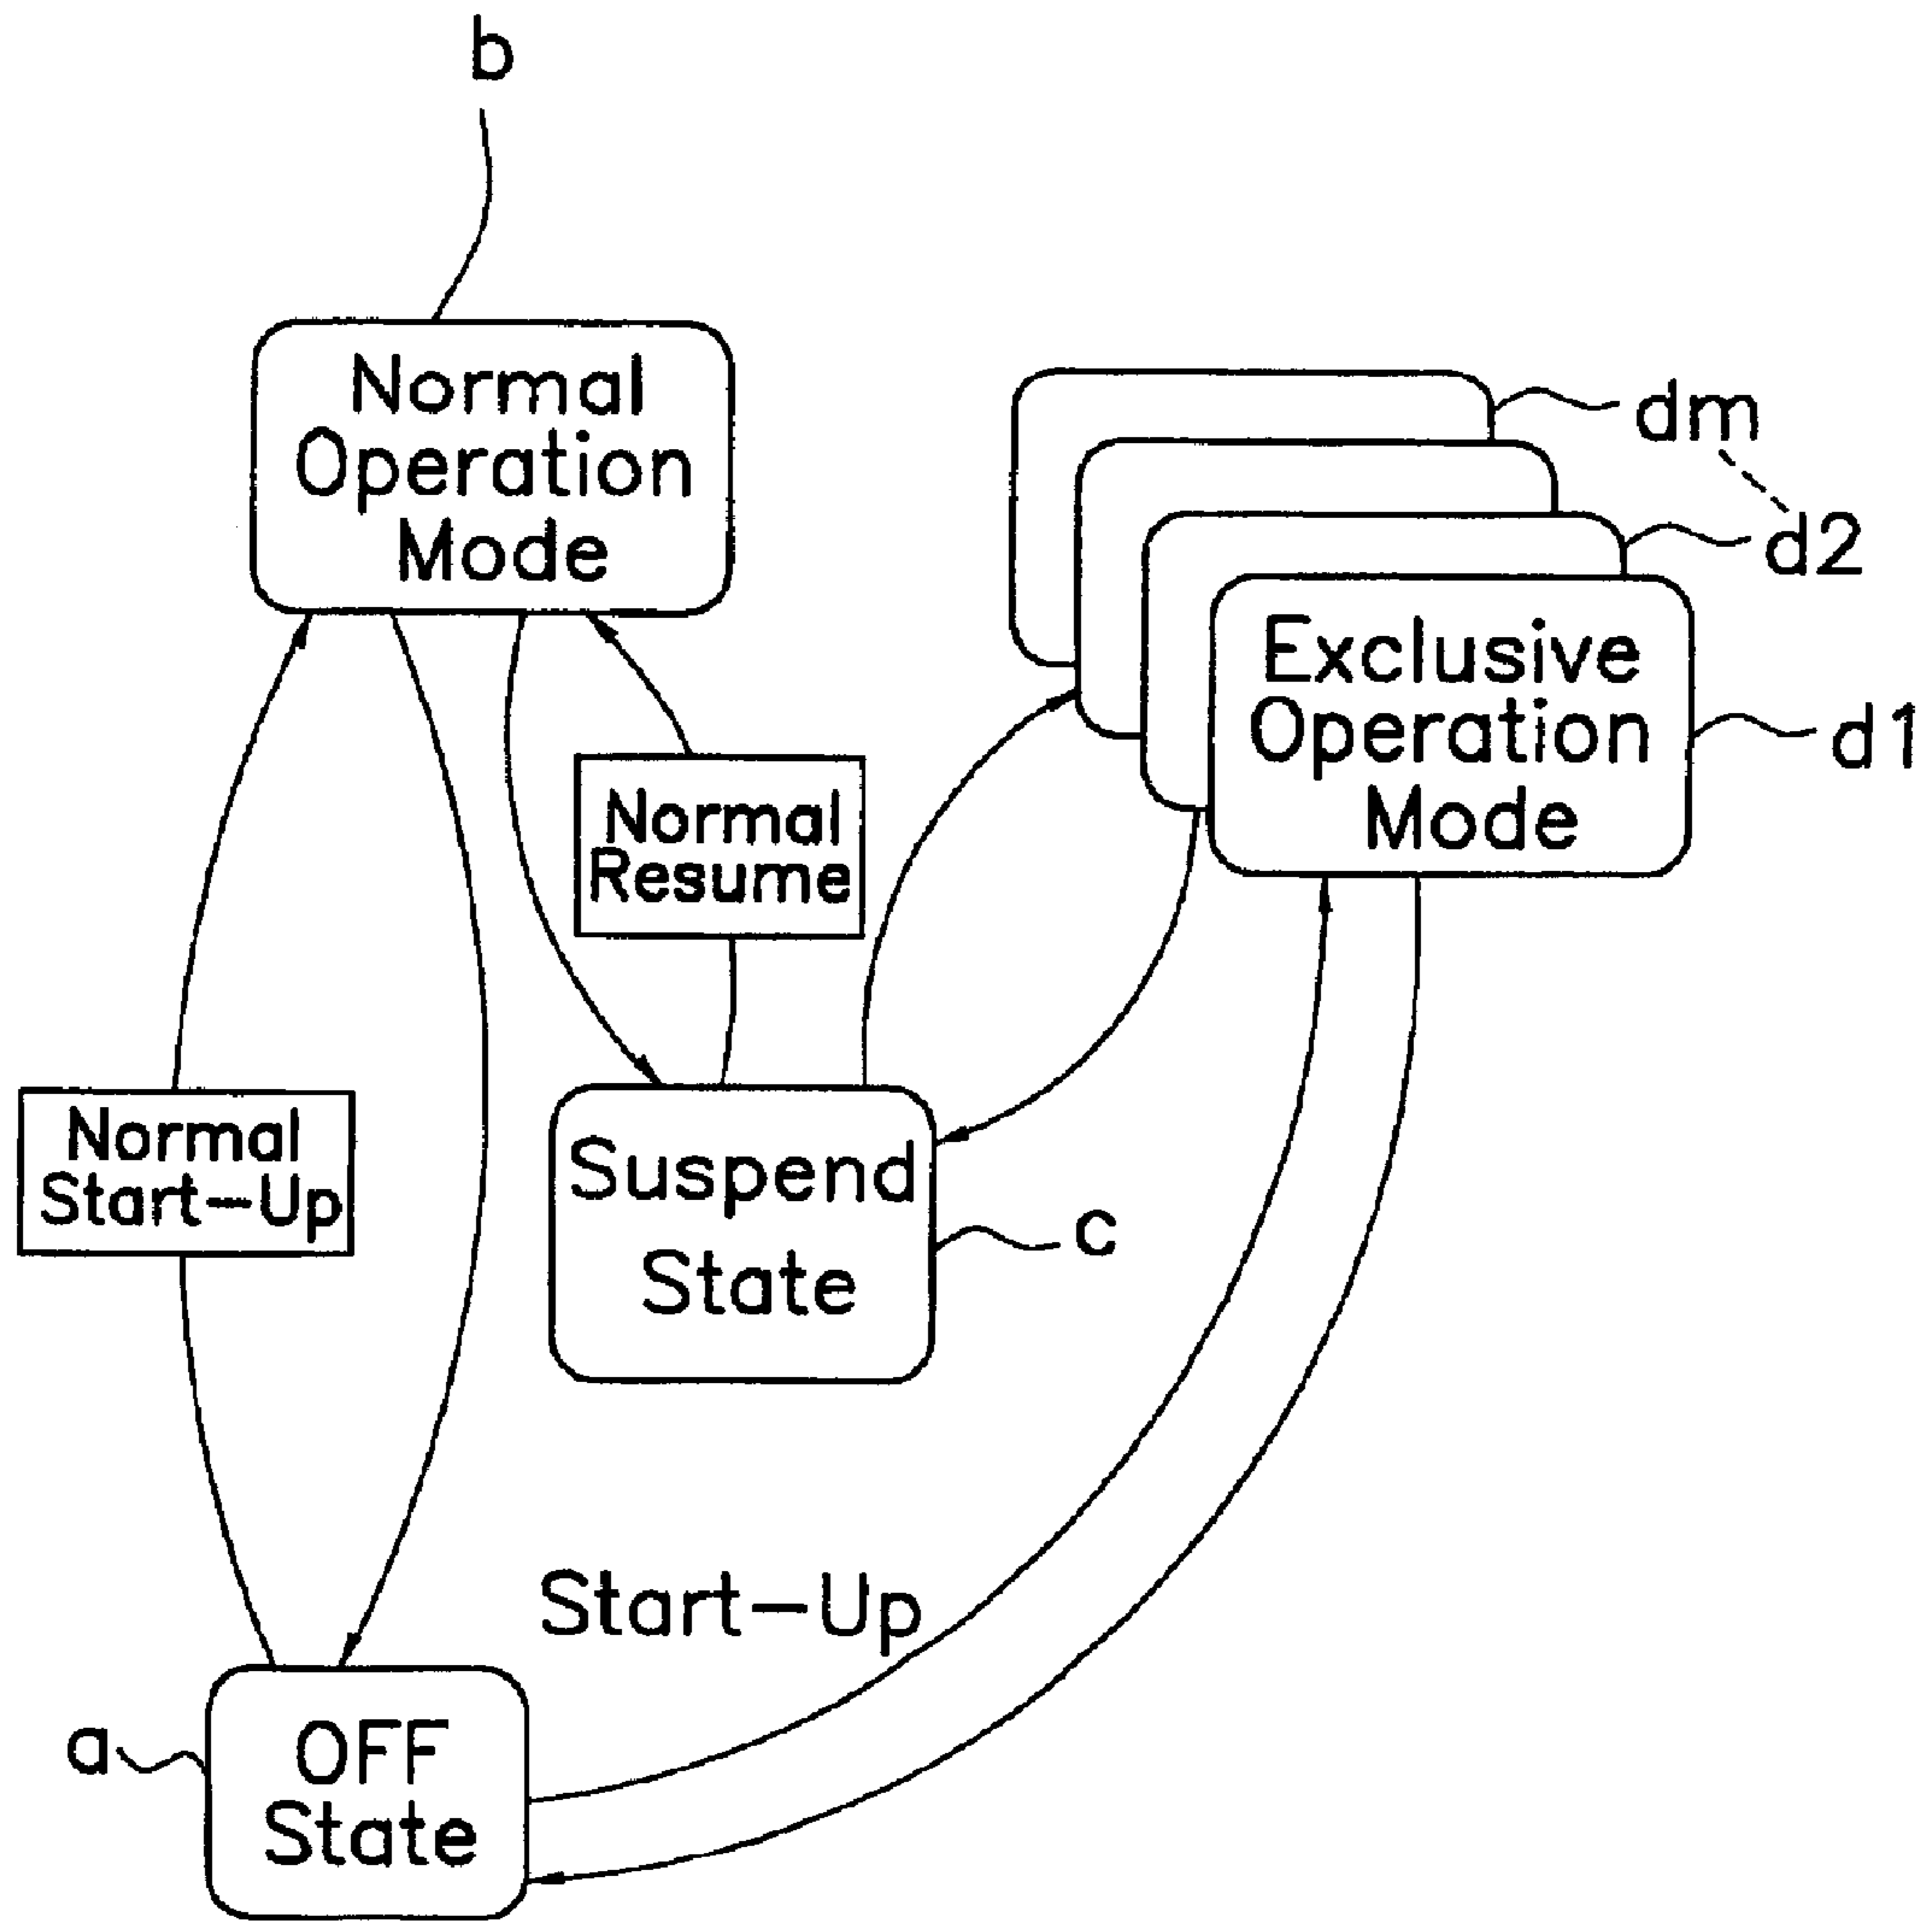 b
Normal
Operation
Mode
dm
d2
Exclusive
Operation
Mode
d1
Normal
Resume
Normal
Start-Up
Suspend
State
c
Start-Up
a
OFF
State